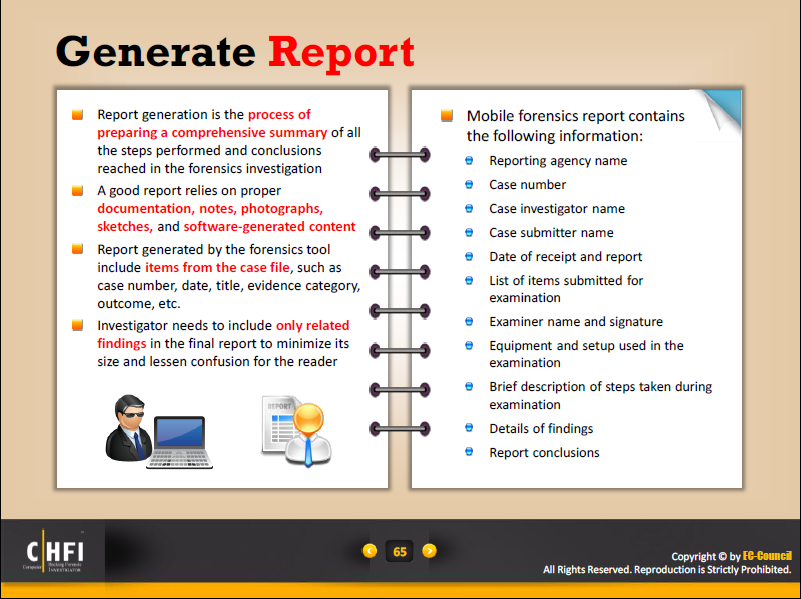 Generate Report
Report generation is the process of
preparing a comprehensive summary of all
the steps performed and conclusions
reached in the forensics investigation
A good report relies on proper
documentation, notes, photographs,
sketches, and software-generated content
Report generated by the forensics tool
include items from the case file, such as
case number, date, title, evidence category,
outcome, etc.
Investigator needs to include only related
findings in the final report to minimize its
size and lessen confusion for the reader
REPORT
Mobile forensics report contains
the following information:
Reporting agency name
Case number
Case investigator name
Case submitter name
Date of receipt and report
List of items submitted for
examination
Examiner name and signature
Equipment and setup used in the
examination
Brief description of steps taken during
examination
Details of findings
Report conclusions
CHFI
Computer Hacking Forensic
INVESTIGATOR
65
Copyright © by EC-Council
All Rights Reserved. Reproduction is Strictly Prohibited.